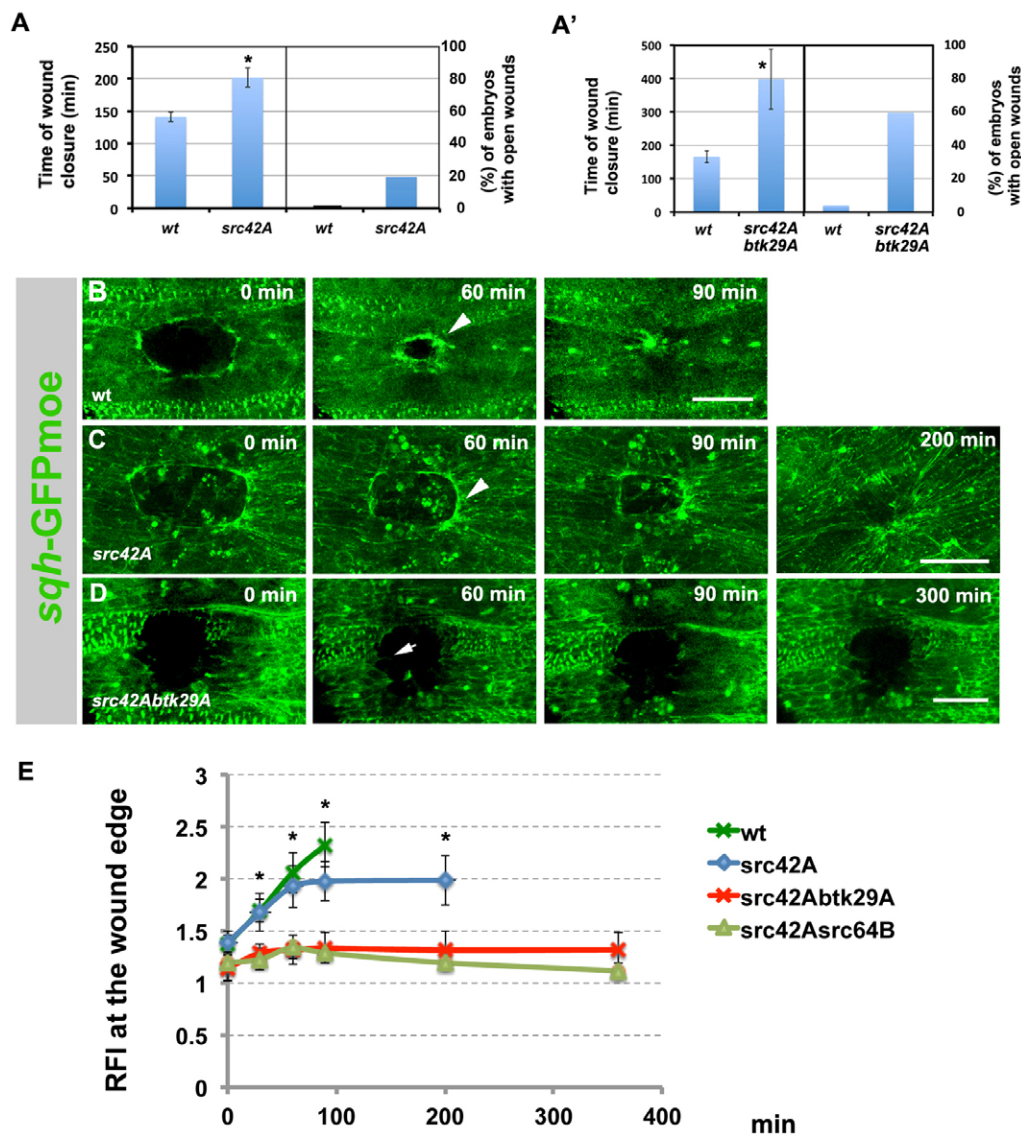 A
250
200
150
100
50
0
Time of wound
closure (min)
*
wt
src42A
wt
src42A
100
80
60
40
20
0
(%) of embryos
with open wounds
A'
500
400
300
200
100
0
Time of wound
closure (min)
*
wt
src42A
btk29A
wt
src42A
btk29A
100
80
60
40
20
0
(%) of embryos
with open wounds
sqh-GFPmoe
B
0 min
60 min
90 min
wt
C
0 min
60 min
90 min
200 min
src42A
D
0 min
60 min
90 min
300 min
src42Abtk29A
E
RFI at the wound edge
3
2.5
2
1.5
1
0.5
0
* * * *
0 100 200 300 400
min
wt
src42A
src42Abtk29A
src42Asrc64B